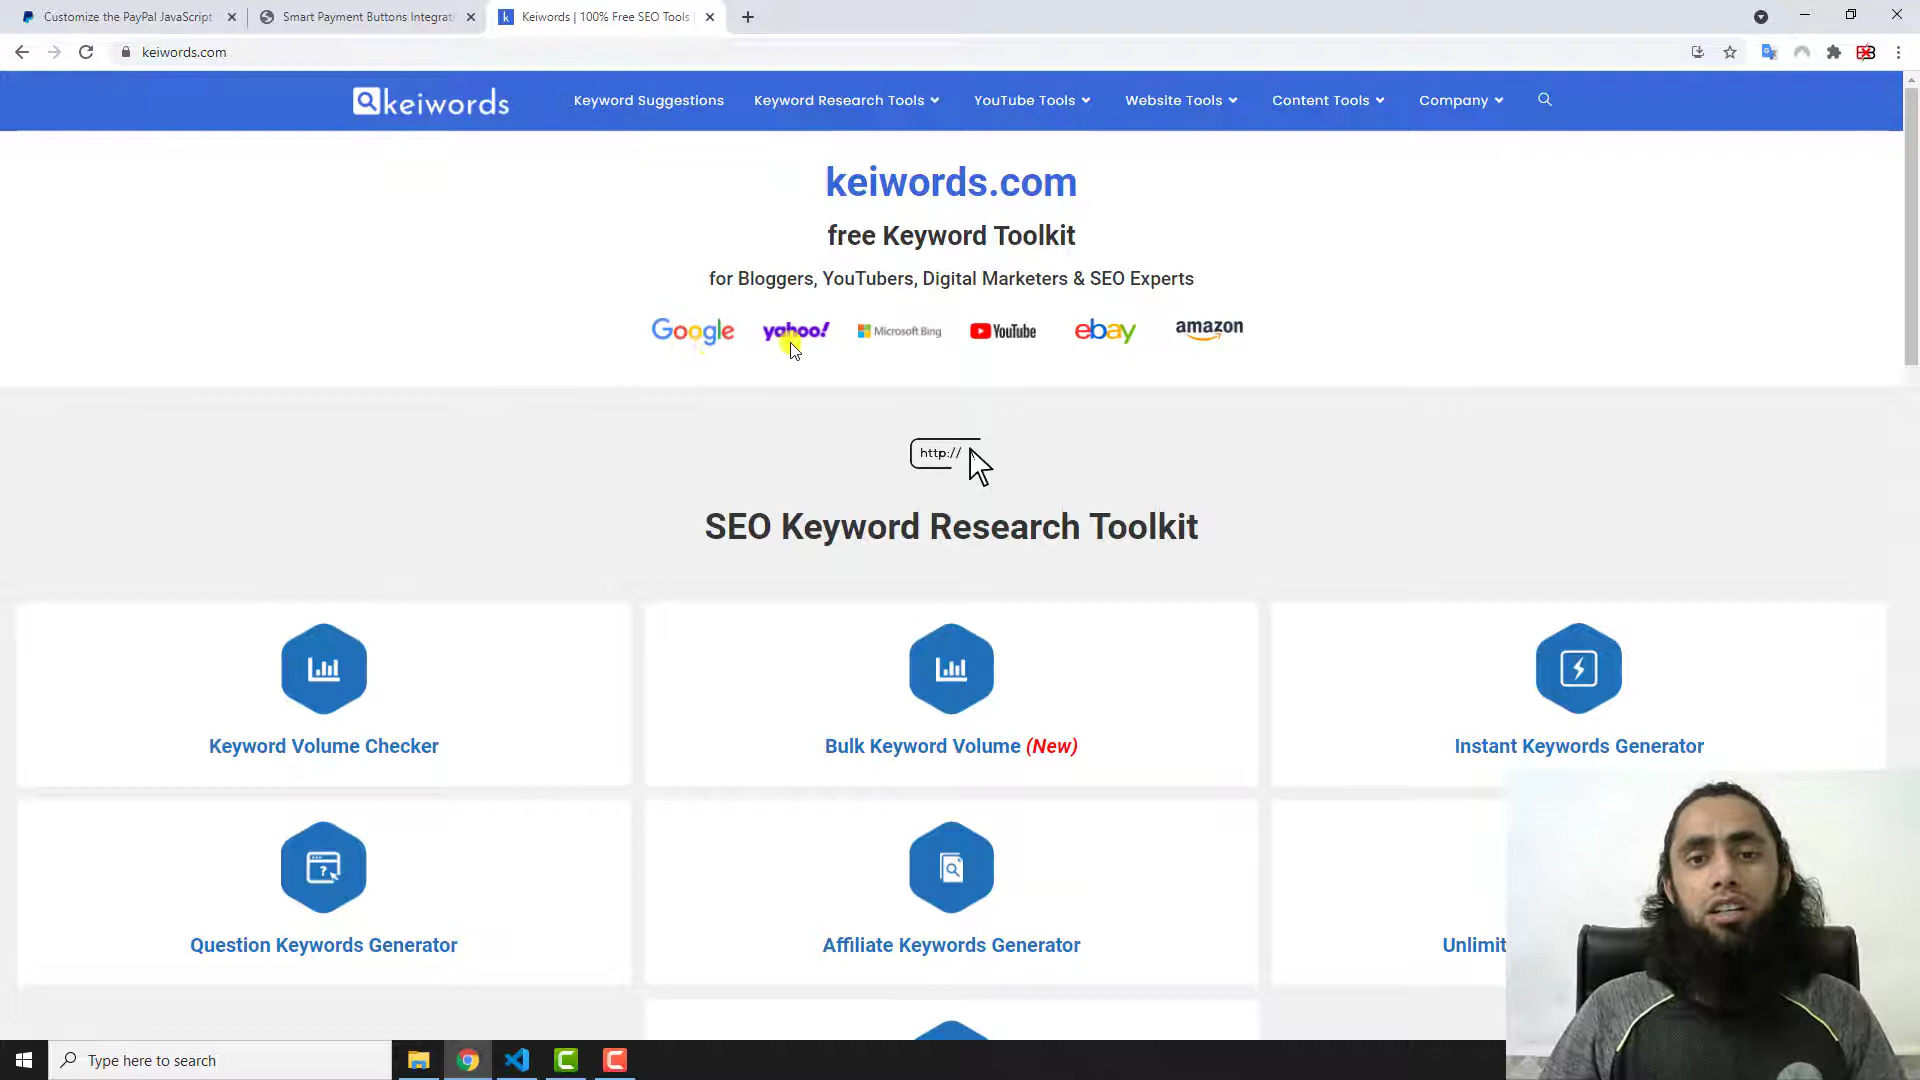 Customize the PayPal JavaScript
Smart Payment Buttons Integrat
Keiwords | 100% Free SEO Tools
keiwords.com
keiwords
Keyword Suggestions
Keyword Research Tools
YouTube Tools
Website Tools
Content Tools
Company
keiwords.com
free Keyword Toolkit
for Bloggers, YouTubers, Digital Marketers & SEO Experts
Google yahoo! Microsoft Bing YouTube ebay amazon
http://
SEO Keyword Research Toolkit
Keyword Volume Checker
Bulk Keyword Volume (New)
Instant Keywords Generator
Question Keywords Generator
Affiliate Keywords Generator
Unlimit
Type here to search